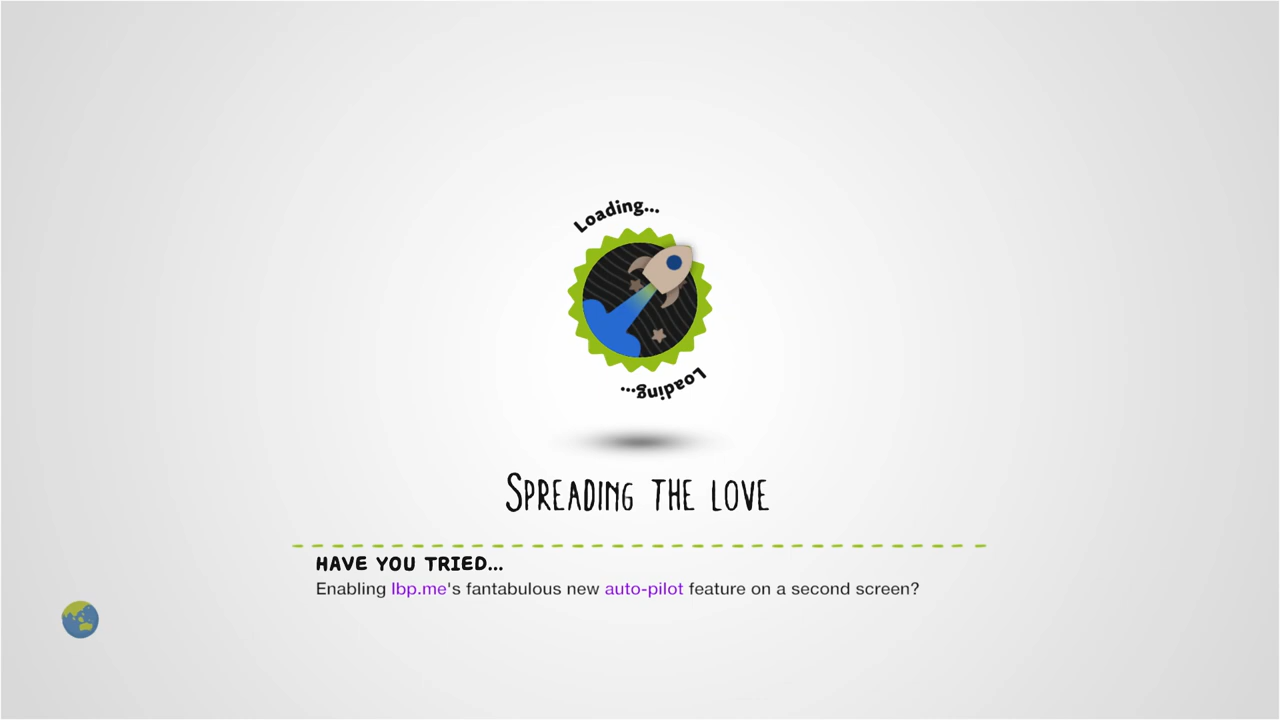 Loading...
Loading...
SPREADING THE LOVE
HAVE YOU TRIED...
Enabling lbp.me's fantabulous new auto-pilot feature on a second screen?